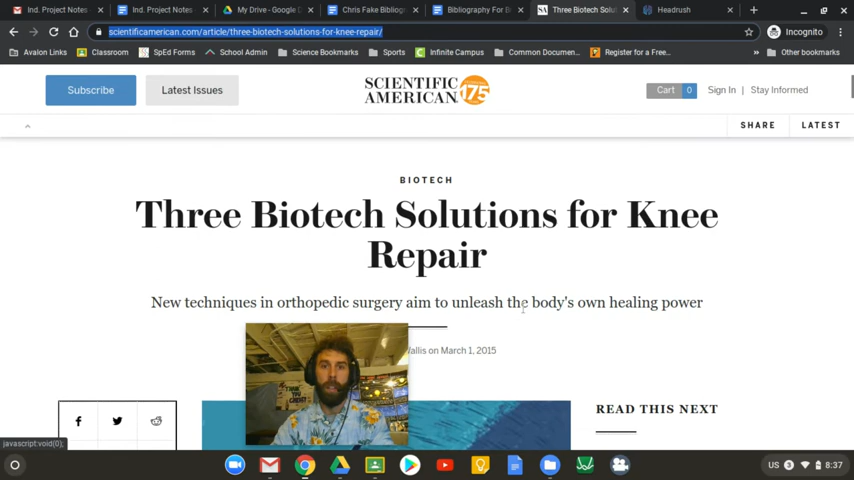 Ind. Project Notes
Ind. Project Notes
My Drive - Google D
Chris Fake Bibliog
Bibliography For B
Three Biotech Solut
Headrush
scientificamerican.com/article/three-biotech-solutions-for-knee-repair/
Incognito
Avalon Links
Classroom
SpEd Forms
School Admin
Science Bookmarks
Sports
Infinite Campus
Common Documen...
Register for a Free...
Other bookmarks
Subscribe
Latest Issues
SCIENTIFIC
AMERICAN
175
Cart 0
Sign In | Stay Informed
SHARE
LATEST
BIOTECH
Three Biotech Solutions for Knee
Repair
New techniques in orthopedic surgery aim to unleash the body's own healing power
on March 1, 2015
READ THIS NEXT
javascript:void(0);
US
3
8:37